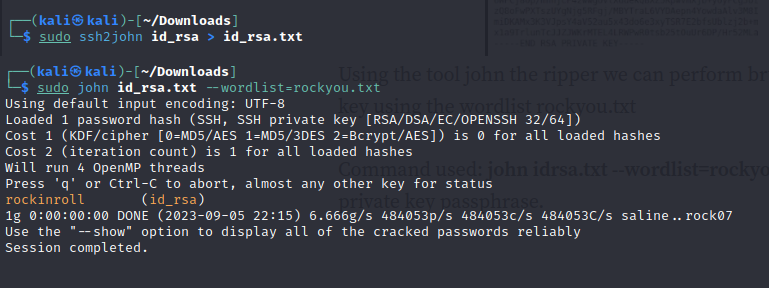 ┌──(kali㉿kali)-[~/Downloads]
└─$ sudo ssh2john id_rsa > id_rsa.txt
┌──(kali㉿kali)-[~/Downloads]
└─$ sudo john id_rsa.txt --wordlist=rockyou.txt
Using default input encoding: UTF-8
Loaded 1 password hash (SSH, SSH private key [RSA/DSA/EC/OPENSSH 32/64])
Cost 1 (KDF/cipher [0=MD5/AES 1=MD5/3DES 2=Bcrypt/AES]) is 0 for all loaded hashes
Cost 2 (iteration count) is 1 for all loaded hashes
Will run 4 OpenMP threads
Press 'q' or Ctrl-C to abort, almost any other key for status
rockinroll       (id_rsa)
1g 0:00:00:00 DONE (2023-09-05 22:15) 6.666g/s 484053p/s 484053c/s 484053C/s saline..rock07
Use the "--show" option to display all of the cracked passwords reliably
Session completed.
Using the tool john the ripper we can perform br
key using the wordlist rockyou.txt
Command used: john idrsa.txt --wordlist=rockyo
private key passphrase.